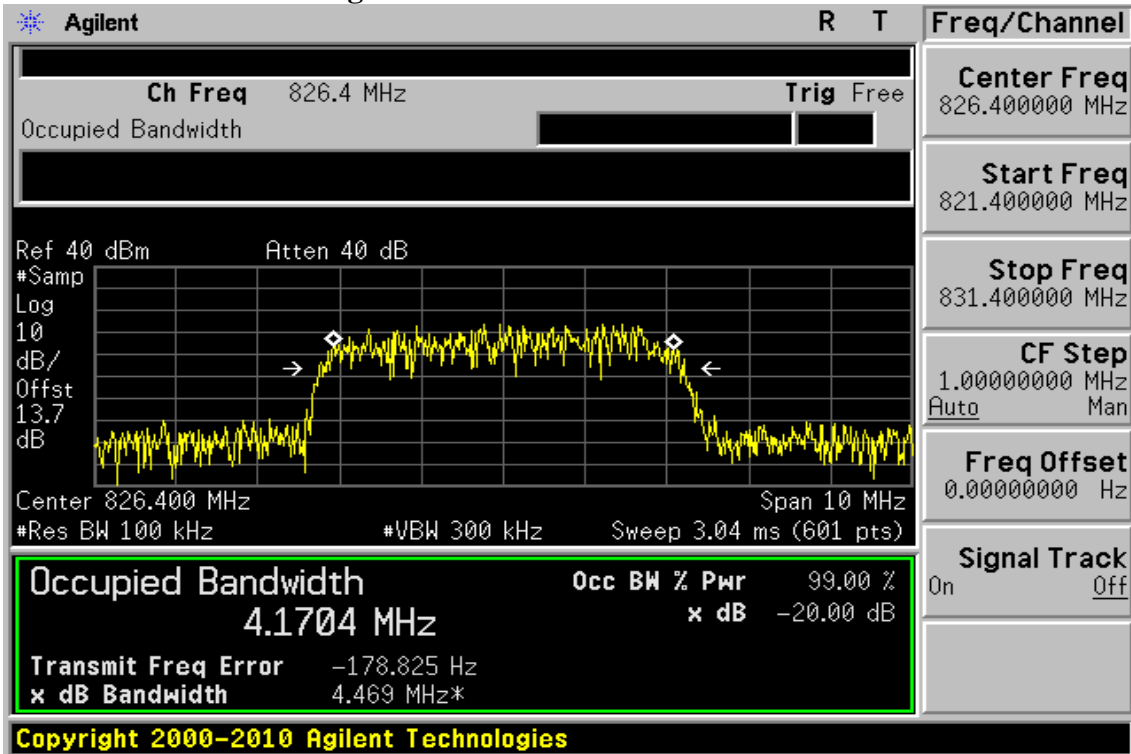 Agilent R T
Ch Freq 826.4 MHz Trig Free
Occupied Bandwidth
Ref 40 dBm Atten 40 dB
#Samp
Log
10
dB/
Offst
13.7
dB
Center 826.400 MHz Span 10 MHz
#Res BW 100 kHz #VBW 300 kHz Sweep 3.04 ms (601 pts)
Occupied Bandwidth
4.1704 MHz
Occ BW % Pwr 99.00 %
x dB -20.00 dB
Transmit Freq Error -178.825 Hz
x dB Bandwidth 4.469 MHz*
Copyright 2000-2010 Agilent Technologies
Freq/Channel
Center Freq
826.400000 MHz
Start Freq
821.400000 MHz
Stop Freq
831.400000 MHz
CF Step
1.00000000 MHz
Auto Man
Freq Offset
0.00000000 Hz
Signal Track
On Off